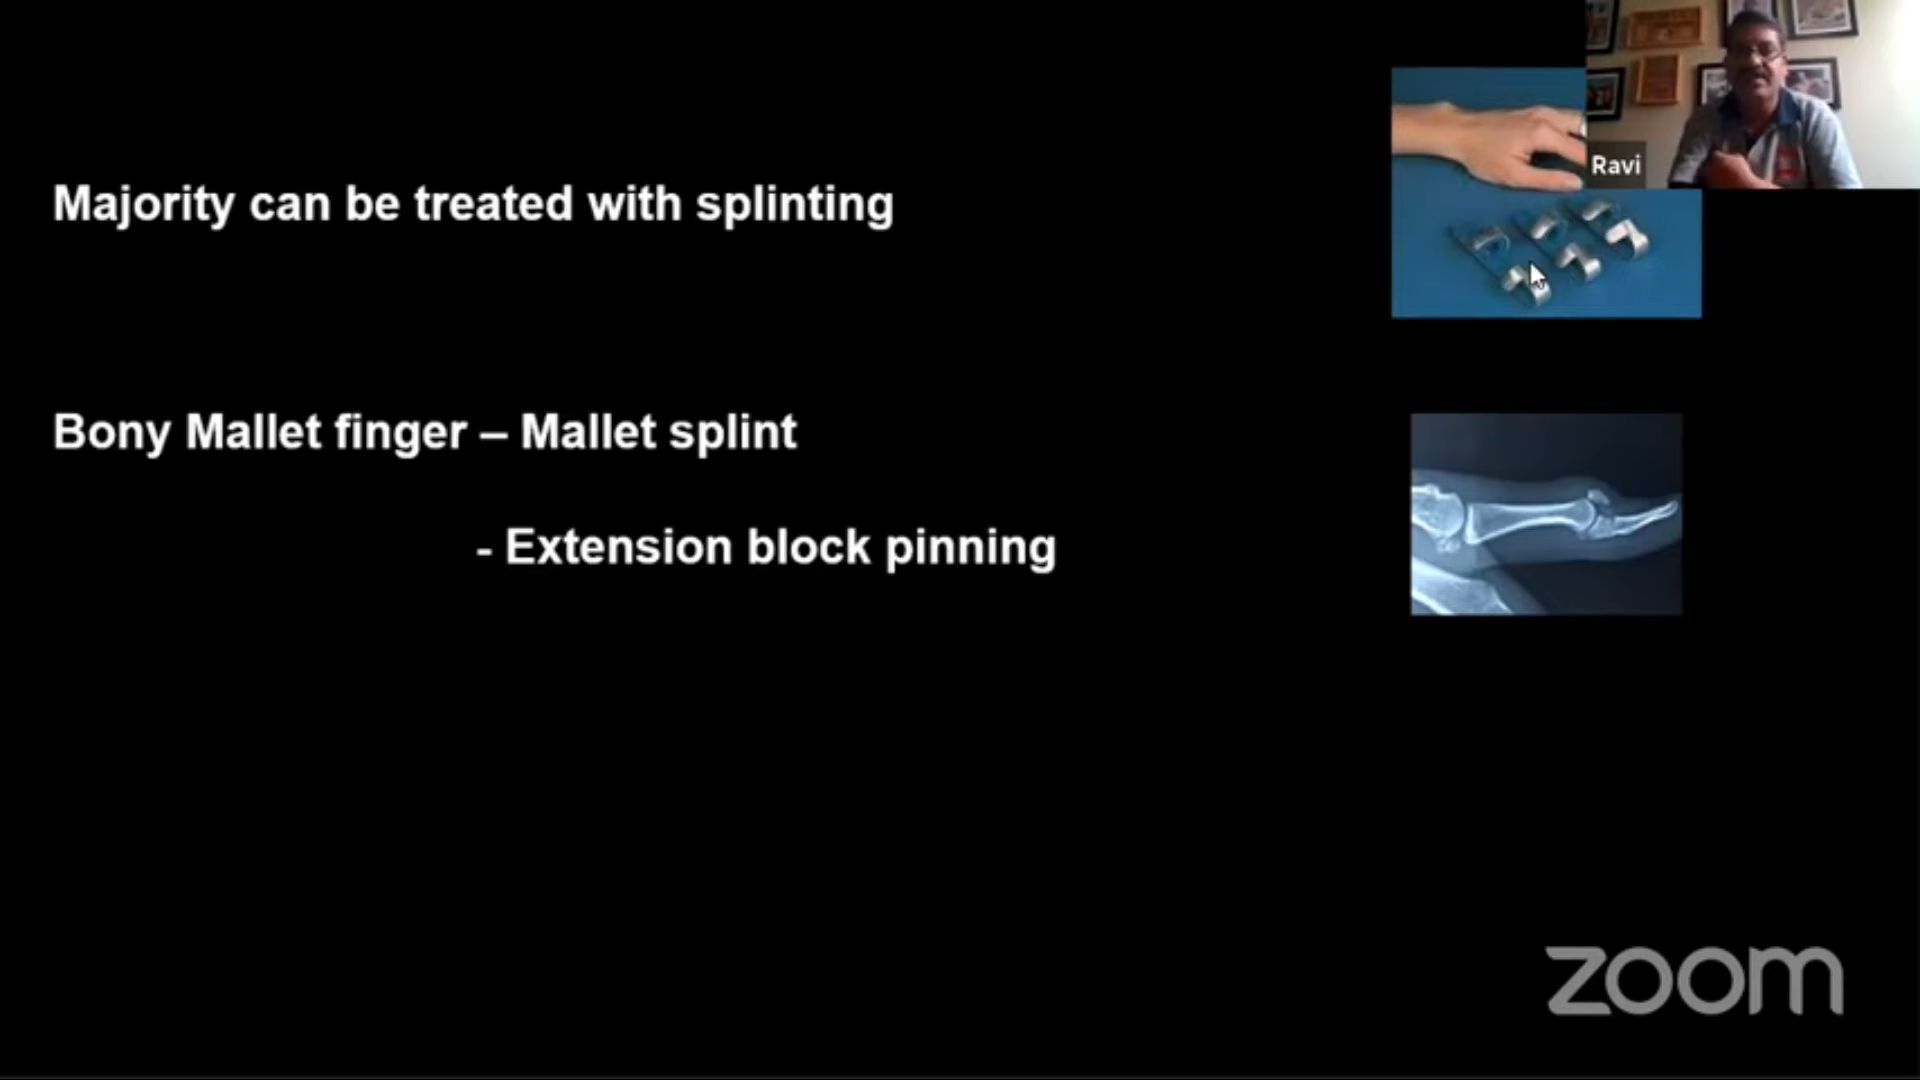 Ravi
Majority can be treated with splinting
Bony Mallet finger – Mallet splint
- Extension block pinning
zoom